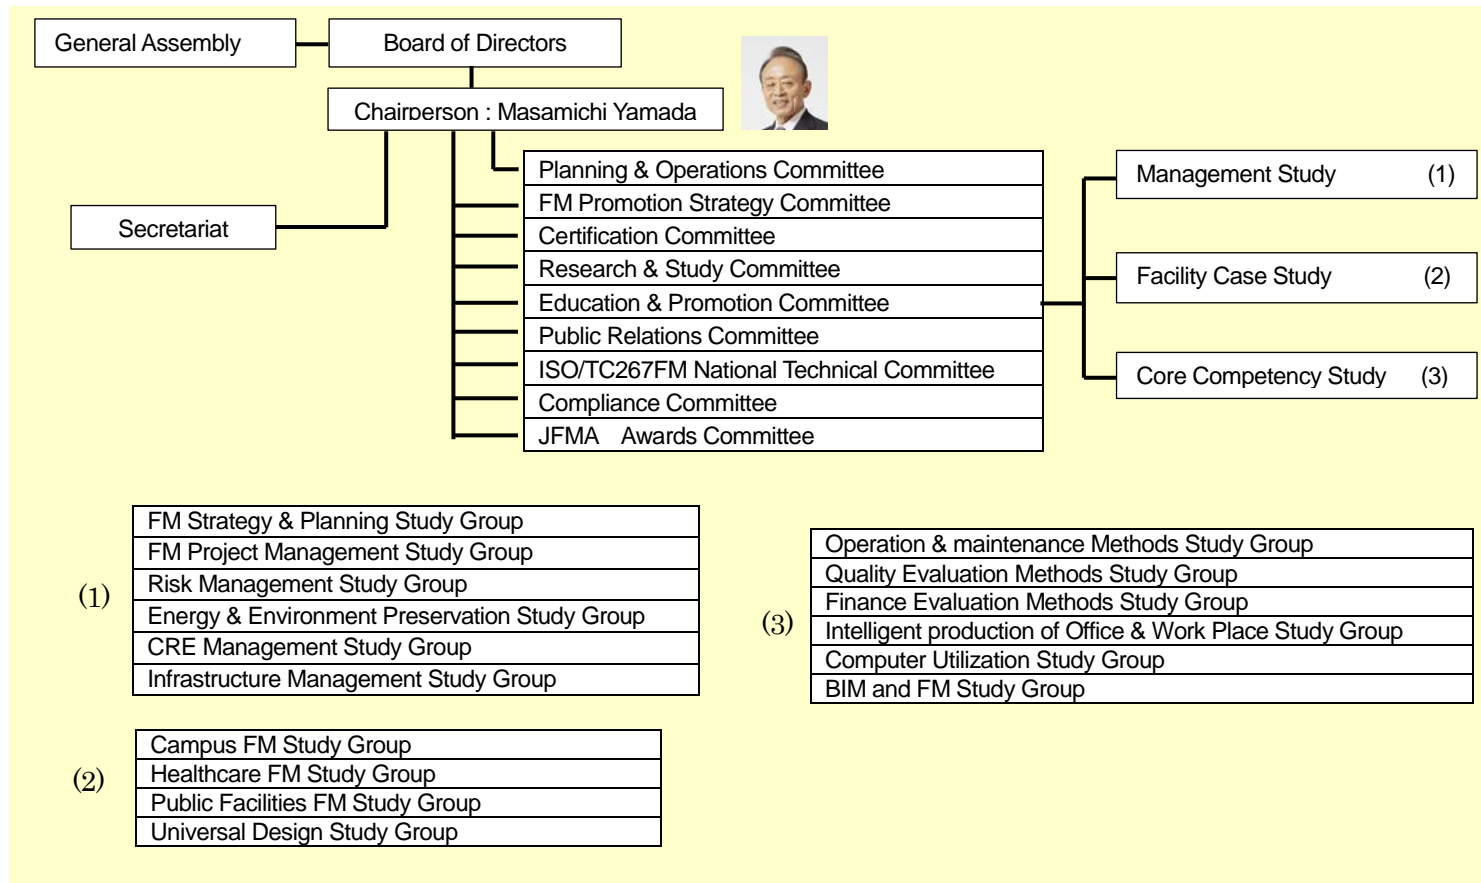 General Assembly
Board of Directors
Chairperson : Masamichi Yamada
Secretariat
Planning & Operations Committee
FM Promotion Strategy Committee
Certification Committee
Research & Study Committee
Education & Promotion Committee
Public Relations Committee
ISO/TC267FM National Technical Committee
Compliance Committee
JFMA Awards Committee
Management Study (1)
Facility Case Study (2)
Core Competency Study (3)
(1)
FM Strategy & Planning Study Group
FM Project Management Study Group
Risk Management Study Group
Energy & Environment Preservation Study Group
CRE Management Study Group
Infrastructure Management Study Group
(2)
Campus FM Study Group
Healthcare FM Study Group
Public Facilities FM Study Group
Universal Design Study Group
(3)
Operation & maintenance Methods Study Group
Quality Evaluation Methods Study Group
Finance Evaluation Methods Study Group
Intelligent production of Office & Work Place Study Group
Computer Utilization Study Group
BIM and FM Study Group